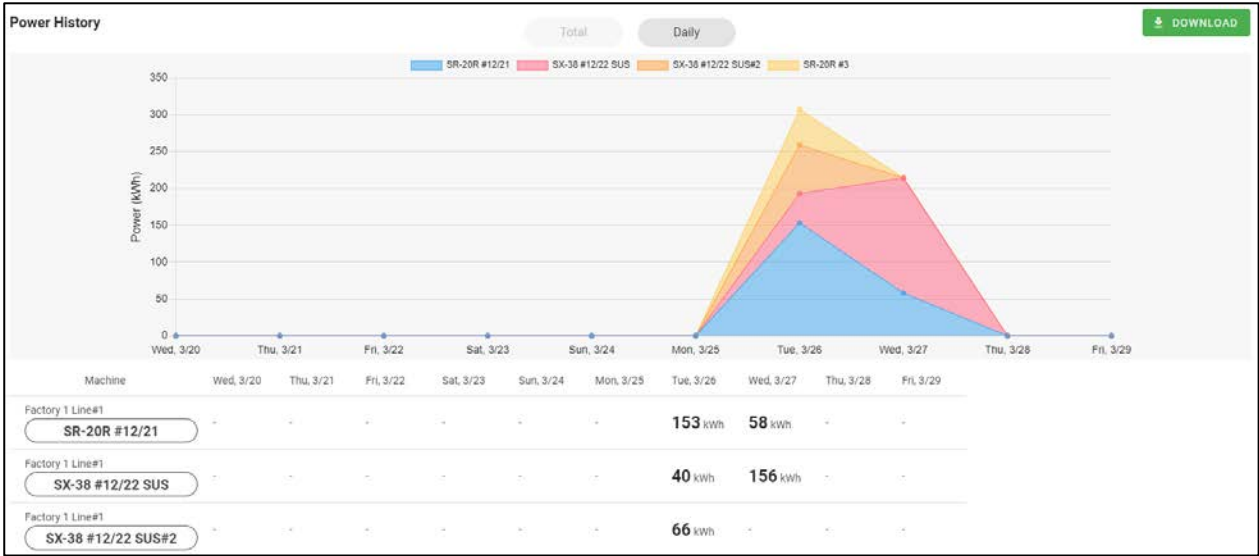 Power History
Total
Daily
DOWNLOAD
SR-20R #12/21 SX-38 #12/22 SUS SX-38 #12/22 SUS#2 SR-20R #3
Power (kWh)
350
300
250
200
150
100
50
0
Wed, 3/20 Thu, 3/21 Fri, 3/22 Sat, 3/23 Sun, 3/24 Mon, 3/25 Tue, 3/26 Wed, 3/27 Thu, 3/28 Fri, 3/29
Machine Wed, 3/20 Thu, 3/21 Fri, 3/22 Sat, 3/23 Sun, 3/24 Mon, 3/25 Tue, 3/26 Wed, 3/27 Thu, 3/28 Fri, 3/29
Factory 1 Line#1
SR-20R #12/21 - - - - - - 153 kWh 58 kWh - -
Factory 1 Line#1
SX-38 #12/22 SUS - - - - - - 40 kWh 156 kWh - -
Factory 1 Line#1
SX-38 #12/22 SUS#2 - - - - - - 66 kWh - - -